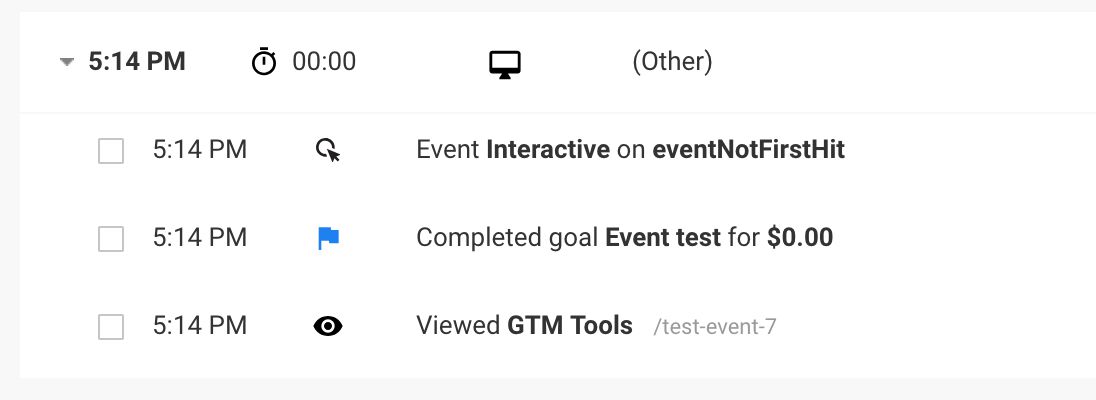 5:14 PM 00:00 (Other)
5:14 PM Event Interactive on eventNotFirstHit
5:14 PM Completed goal Event test for $0.00
5:14 PM Viewed GTM Tools /test-event-7